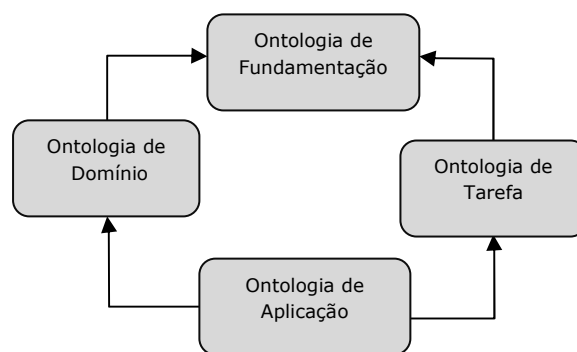 Ontologia de
Fundamentação
Ontologia de
Domínio
Ontologia de
Tarefa
Ontologia de
Aplicação